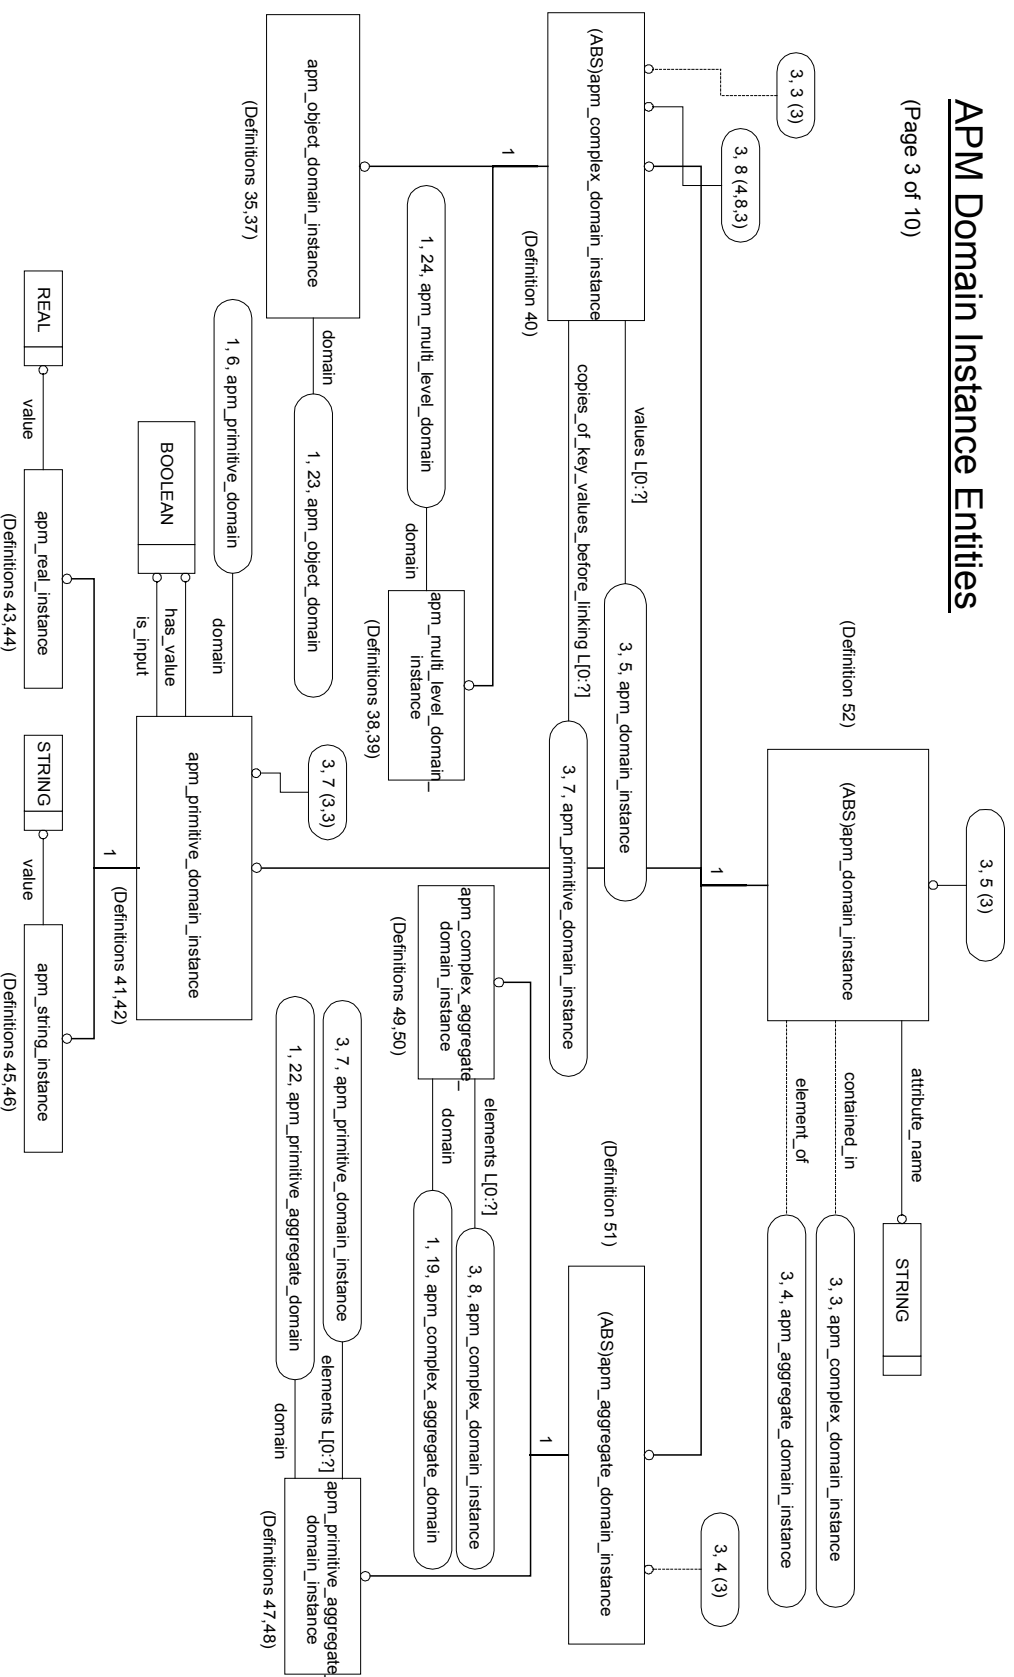 APM Domain Instance Entities
(Page 3 of 10)
3, 5 (3)
(Definition 52)
(ABS)apm_domain_instance
attribute_name
STRING
contained_in
3, 3, apm_complex_domain_instance
element_of
3, 4, apm_aggregate_domain_instance
3, 3 (3)
3, 8 (4,8,3)
1
3, 4 (3)
(ABS)apm_complex_domain_instance
(Definition 40)
values L[0:?]
3, 5, apm_domain_instance
copies_of_key_values_before_linking L[0:?]
3, 7, apm_primitive_domain_instance
(Definition 51)
(ABS)apm_aggregate_domain_instance
1
1
1, 24, apm_multi_level_domain
domain
apm_multi_level_domain_
instance
(Definitions 38,39)
apm_complex_aggregate_
domain_instance
(Definitions 49,50)
elements L[0:?]
3, 8, apm_complex_domain_instance
domain
1, 19, apm_complex_aggregate_domain
apm_object_domain_instance
(Definitions 35,37)
domain
1, 23, apm_object_domain
3, 7 (3,3)
3, 7, apm_primitive_domain_instance
elements L[0:?]
1, 22, apm_primitive_aggregate_domain
domain
apm_primitive_aggregate_
domain_instance
(Definitions 47,48)
1, 6, apm_primitive_domain
domain
BOOLEAN
has_value
is_input
apm_primitive_domain_instance
(Definitions 41,42)
1
REAL
value
apm_real_instance
(Definitions 43,44)
STRING
value
apm_string_instance
(Definitions 45,46)